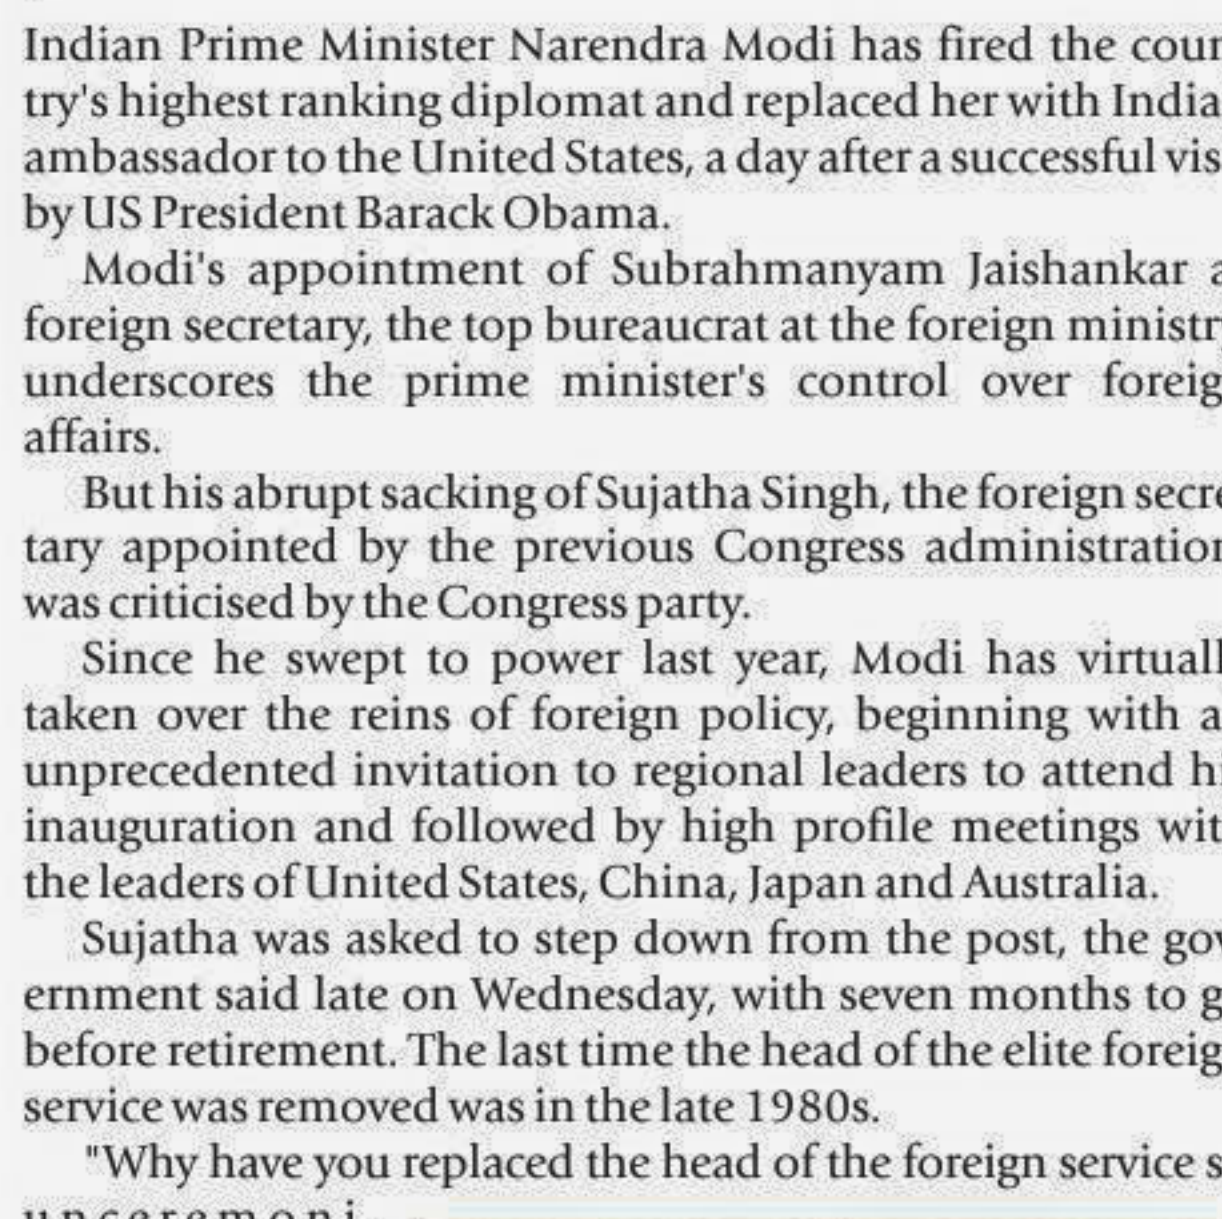 Indian Prime Minister Narendra Modi has fired the coun
try's highest ranking diplomat and replaced her with India
ambassador to the United States, a day after a successful vis
by US President Barack Obama.
Modi's appointment of Subrahmanyam Jaishankar a
foreign secretary, the top bureaucrat at the foreign ministry
underscores the prime minister's control over foreig
affairs.
But his abrupt sacking of Sujatha Singh, the foreign secre
tary appointed by the previous Congress administration
was criticised by the Congress party.
Since he swept to power last year, Modi has virtuall
taken over the reins of foreign policy, beginning with a
unprecedented invitation to regional leaders to attend hi
inauguration and followed by high profile meetings wit
the leaders of United States, China, Japan and Australia.
Sujatha was asked to step down from the post, the gov
ernment said late on Wednesday, with seven months to g
before retirement. The last time the head of the elite foreig
service was removed was in the late 1980s.
"Why have you replaced the head of the foreign service s
unceremoni